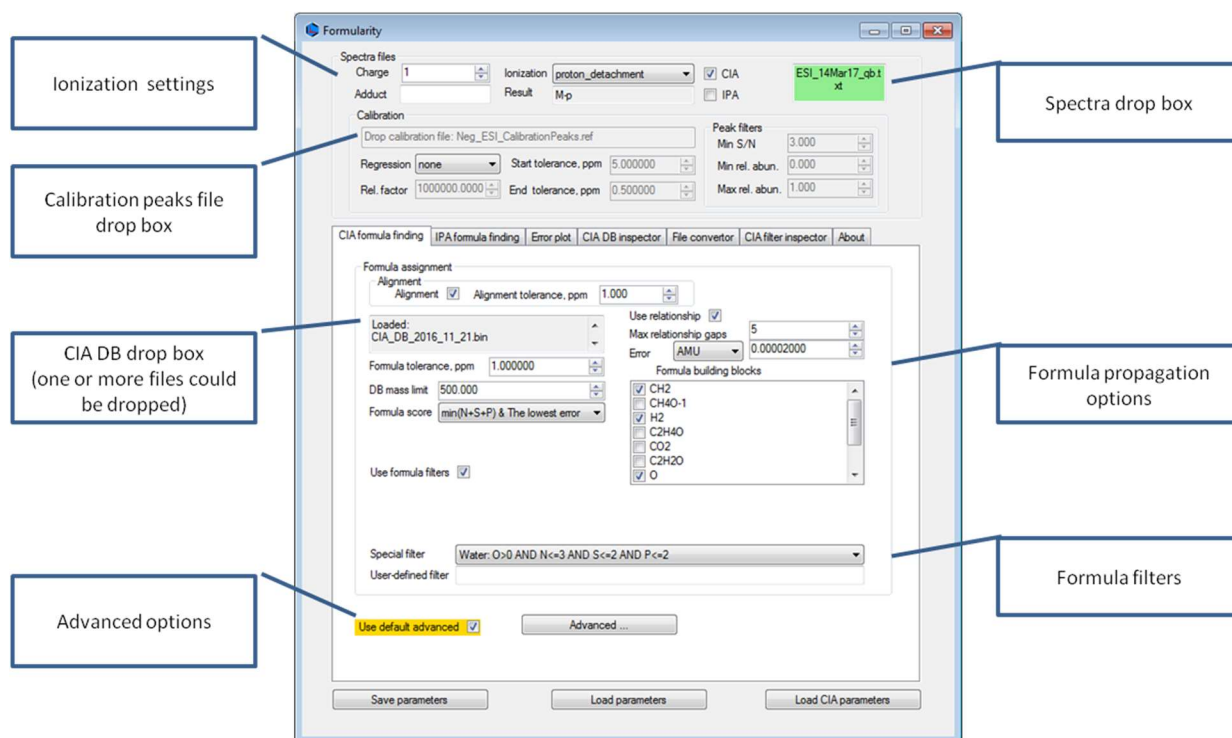 Formularity
Ionization settings
Calibration peaks file
drop box
CIA DB drop box
(one or more files could
be dropped)
Advanced options
Spectra files
Charge 1 Ionization proton_detachment CIA
Adduct Result M-p IPA
ESI_14Mar17_qb.t
xt
Calibration
Drop calibration file: Neg_ESI_CalibrationPeaks.ref
Regression none Start tolerance, ppm 5.000000
Rel. factor 1000000.0000 End tolerance, ppm 0.500000
Peak filters
Min S/N 3.000
Min rel. abun. 0.000
Max rel. abun. 1.000
CIA formula finding IPA formula finding Error plot CIA DB inspector File convertor CIA filter inspector About
Formula assignment
Alignment
Alignment Alignment tolerance, ppm 1.000
Loaded:
CIA_DB_2016_11_21.bin
Formula tolerance, ppm 1.000000
DB mass limit 500.000
Formula score min(N+S+P) & The lowest error
Use formula filters
Use relationship
Max relationship gaps 5
Error AMU 0.00002000
Formula building blocks
CH2
CH4O-1
H2
C2H4O
CO2
C2H2O
O
Special filter Water: O>0 AND N<=3 AND S<=2 AND P<=2
User-defined filter
Use default advanced Advanced ...
Save parameters Load parameters Load CIA parameters
Spectra drop box
Formula propagation
options
Formula filters